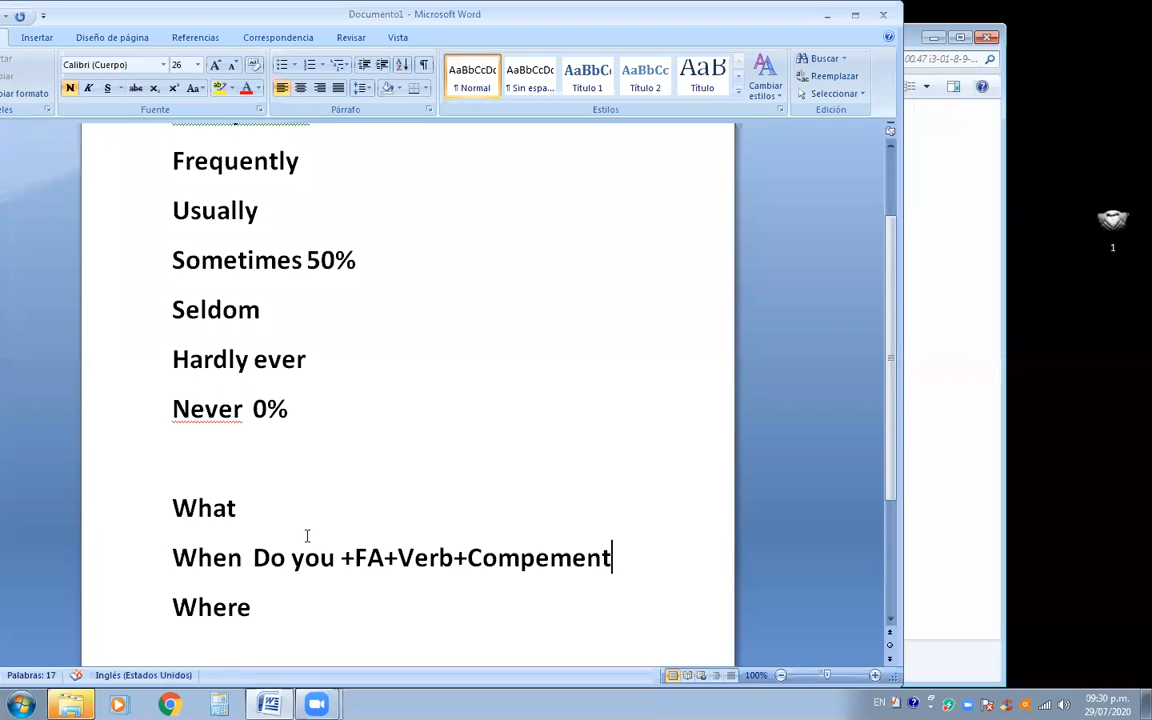 Documento1 - Microsoft Word
Insertar Diseño de página Referencias Correspondencia Revisar Vista
Calibri (Cuerpo) 26
AaBbCcDc AaBbCcDc AaBbC AaBbCc AaB
Buscar
Reemplazar
¶ Normal ¶ Sin espa... Título 1 Título 2 Título
Cambiar estilos
Seleccionar
formato
Fuente Párrafo Estilos Edición
Frequently
Usually
Sometimes 50%
Seldom
Hardly ever
Never 0%
What
When Do you +FA+Verb+Compement
Where
1
Palabras: 17 Inglés (Estados Unidos) 100%
EN 09:30 p.m.
29/07/2020